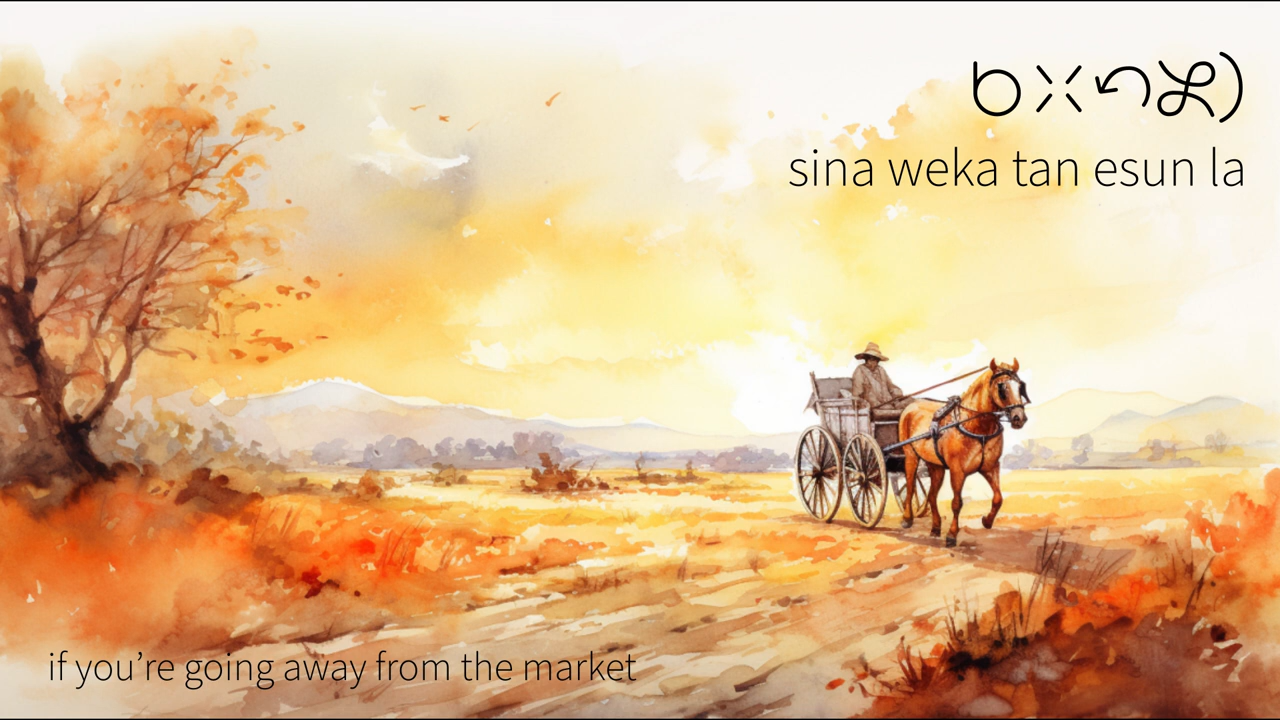 sina weka tan esun la
if you’re going away from the market